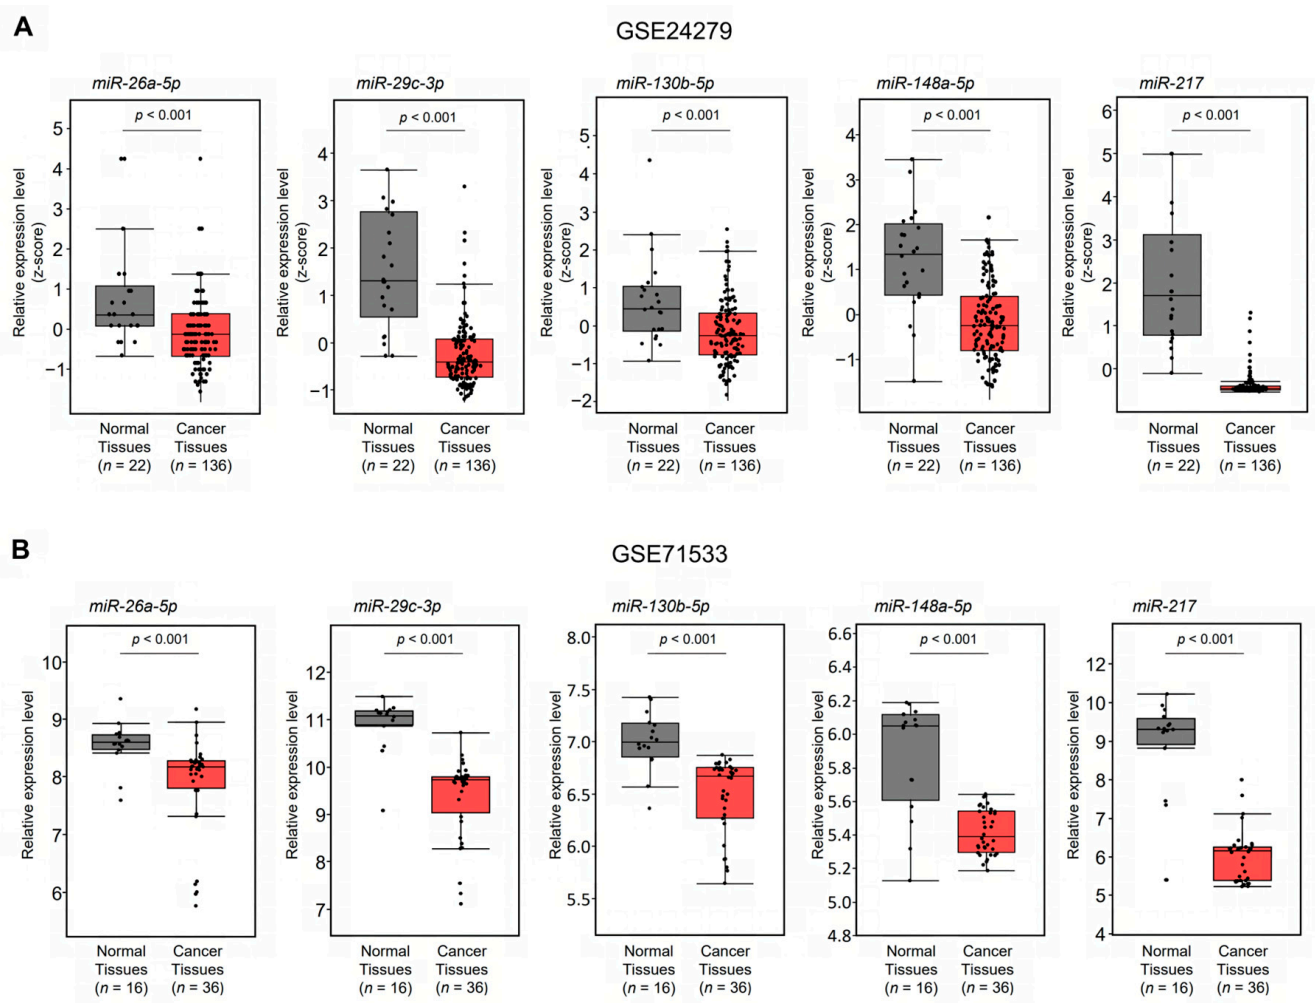 A
GSE24279
miR-26a-5p
p < 0.001
Relative expression level
(z-score)
5
4
3
2
1
0
−1
Normal
Tissues
(n = 22)
Cancer
Tissues
(n = 136)
miR-29c-3p
p < 0.001
Relative expression level
(z-score)
4
3
2
1
0
−1
Normal
Tissues
(n = 22)
Cancer
Tissues
(n = 136)
miR-130b-5p
p < 0.001
Relative expression level
(z-score)
5
4
3
2
1
0
−1
−2
Normal
Tissues
(n = 22)
Cancer
Tissues
(n = 136)
miR-148a-5p
p < 0.001
Relative expression level
(z-score)
4
3
2
1
0
−1
Normal
Tissues
(n = 22)
Cancer
Tissues
(n = 136)
miR-217
p < 0.001
Relative expression level
(z-score)
6
5
4
3
2
1
0
Normal
Tissues
(n = 22)
Cancer
Tissues
(n = 136)
B
GSE71533
miR-26a-5p
p < 0.001
Relative expression level
10
9
8
7
6
Normal
Tissues
(n = 16)
Cancer
Tissues
(n = 36)
miR-29c-3p
p < 0.001
Relative expression level
12
11
10
9
8
7
Normal
Tissues
(n = 16)
Cancer
Tissues
(n = 36)
miR-130b-5p
p < 0.001
Relative expression level
8.0
7.5
7.0
6.5
6.0
5.5
Normal
Tissues
(n = 16)
Cancer
Tissues
(n = 36)
miR-148a-5p
p < 0.001
Relative expression level
6.6
6.4
6.2
6.0
5.8
5.6
5.4
5.2
5.0
4.8
Normal
Tissues
(n = 16)
Cancer
Tissues
(n = 36)
miR-217
p < 0.001
Relative expression level
12
10
9
8
7
6
5
4
Normal
Tissues
(n = 16)
Cancer
Tissues
(n = 36)